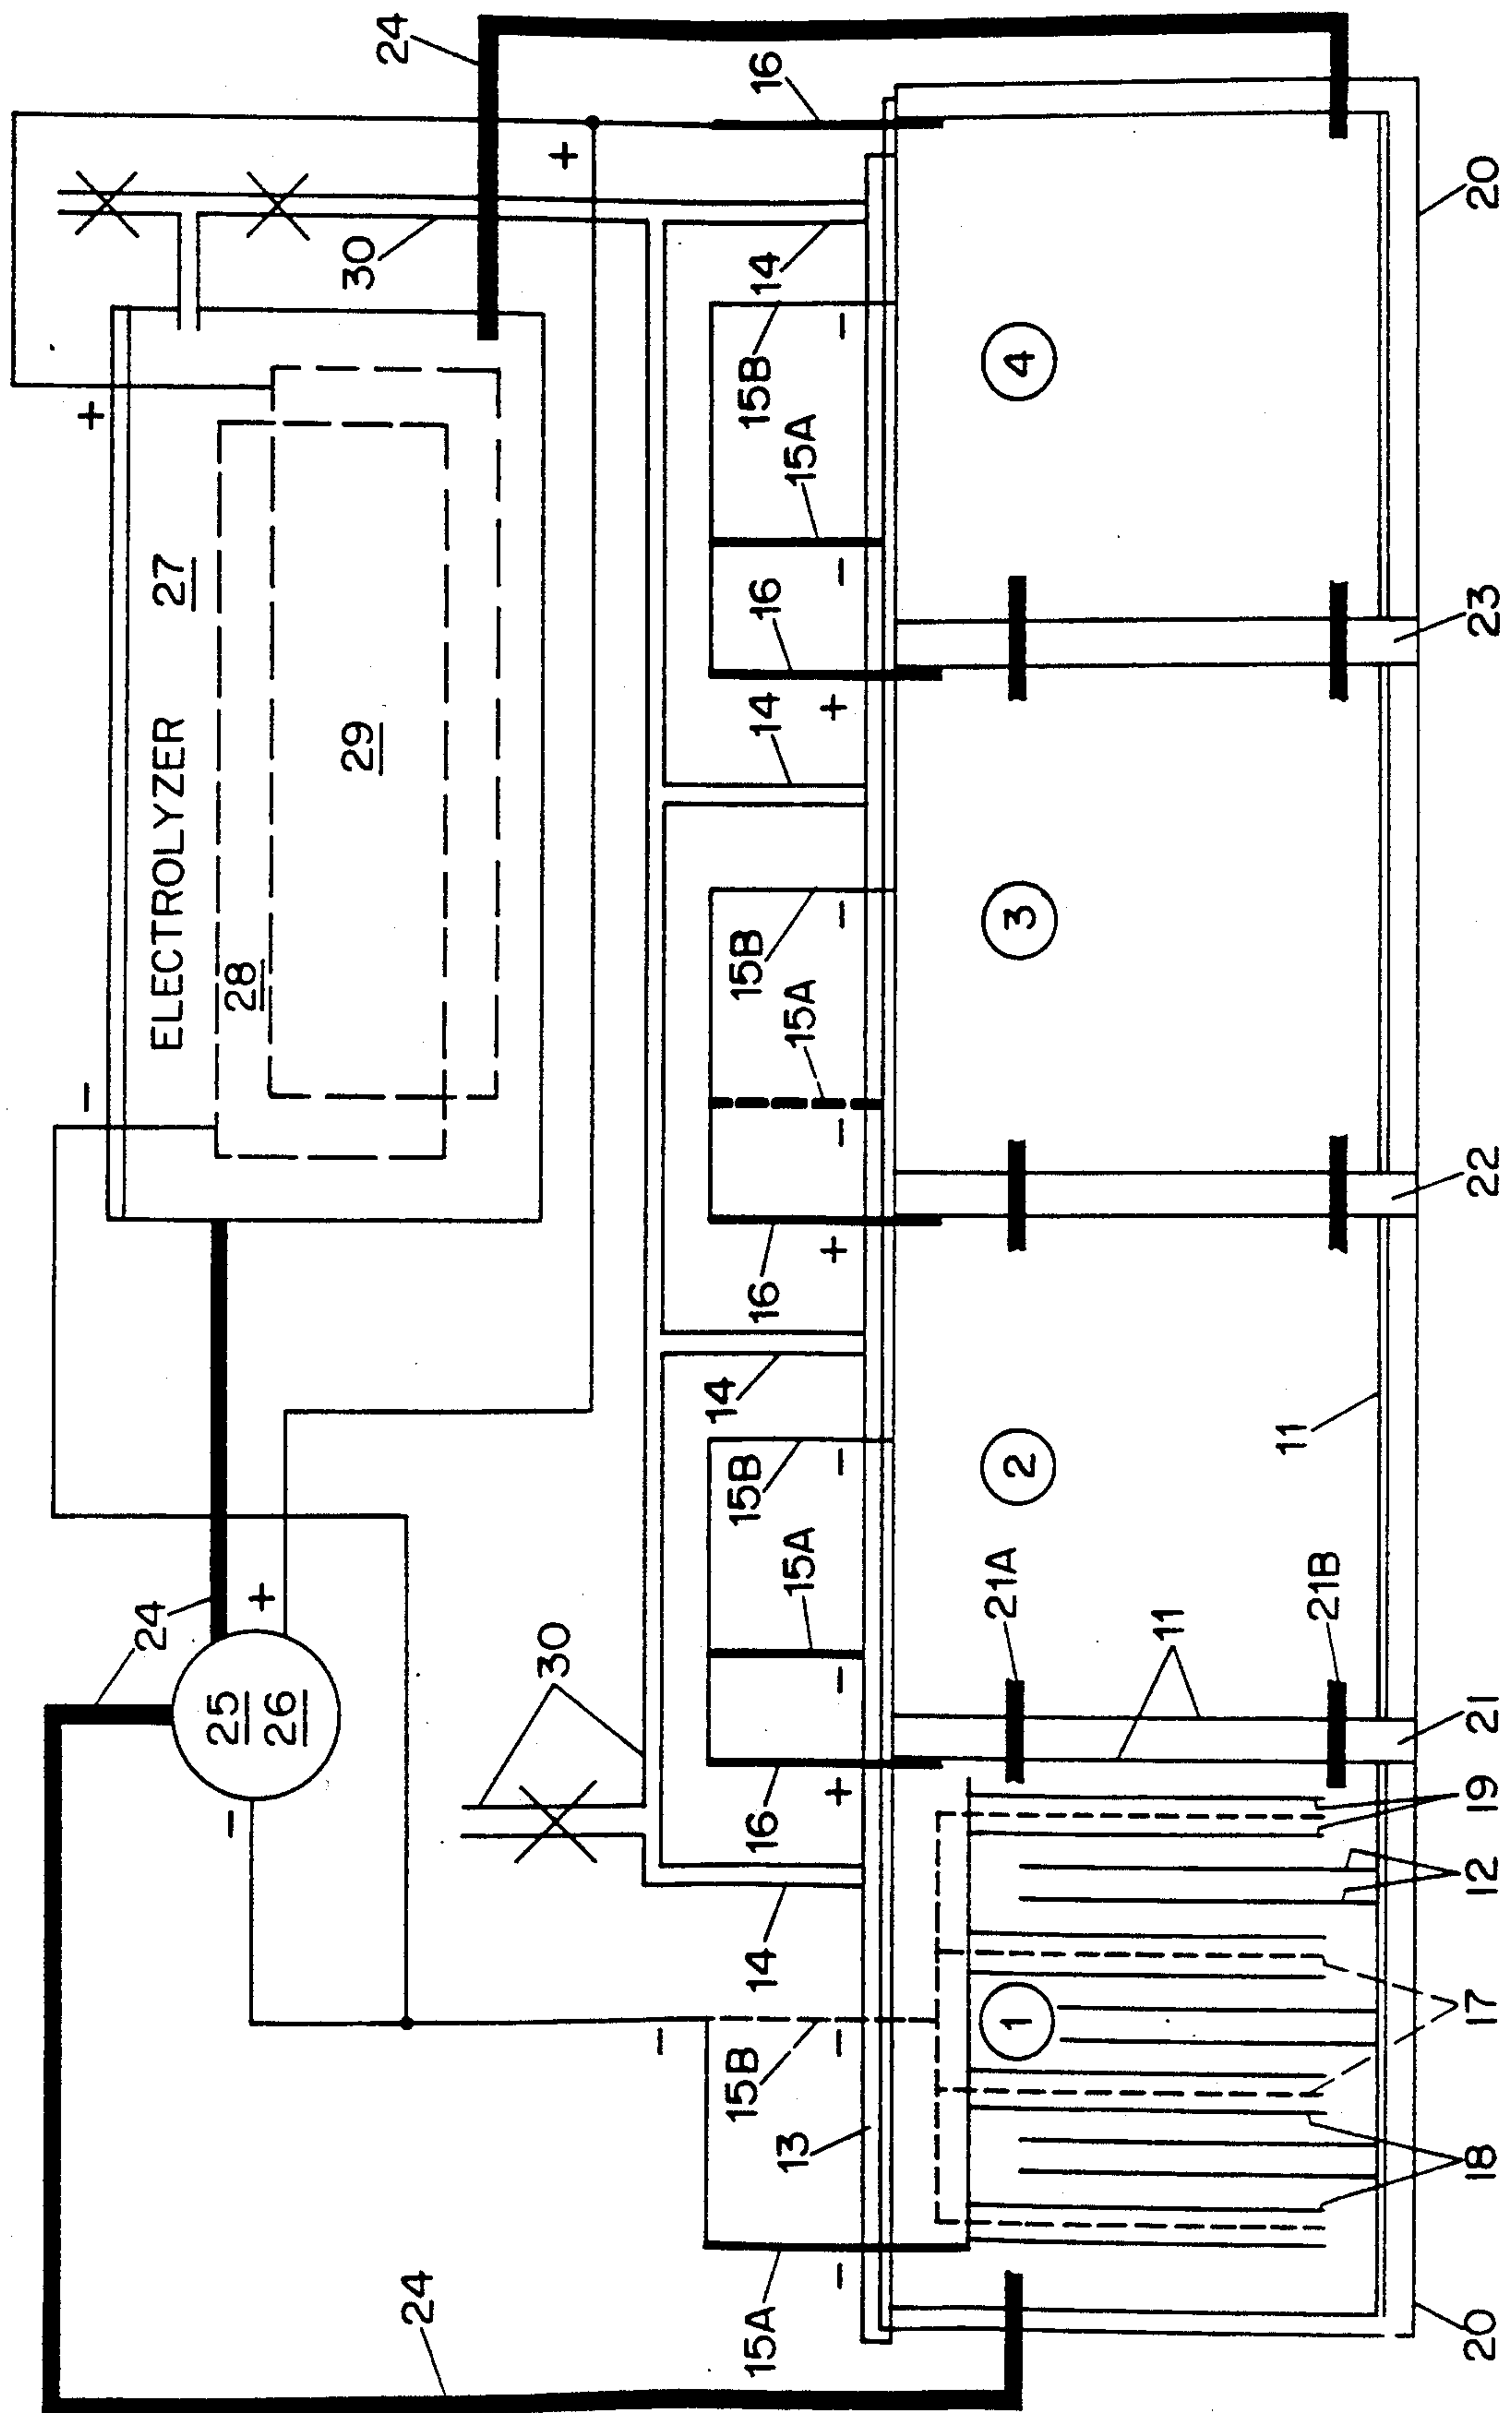 − +
24 ELECTROLYZER 27
− 25 28
26 +
29 30
24
24
30 +
−
14
15A 15B 14 16 15B 16 15B 14 16 15B 14 16
13 15A 15A 15A
− − + − − + − − + − −
1 21A 2 3 4
11
11
21B
20 18 17 12 19 21 22 23 20